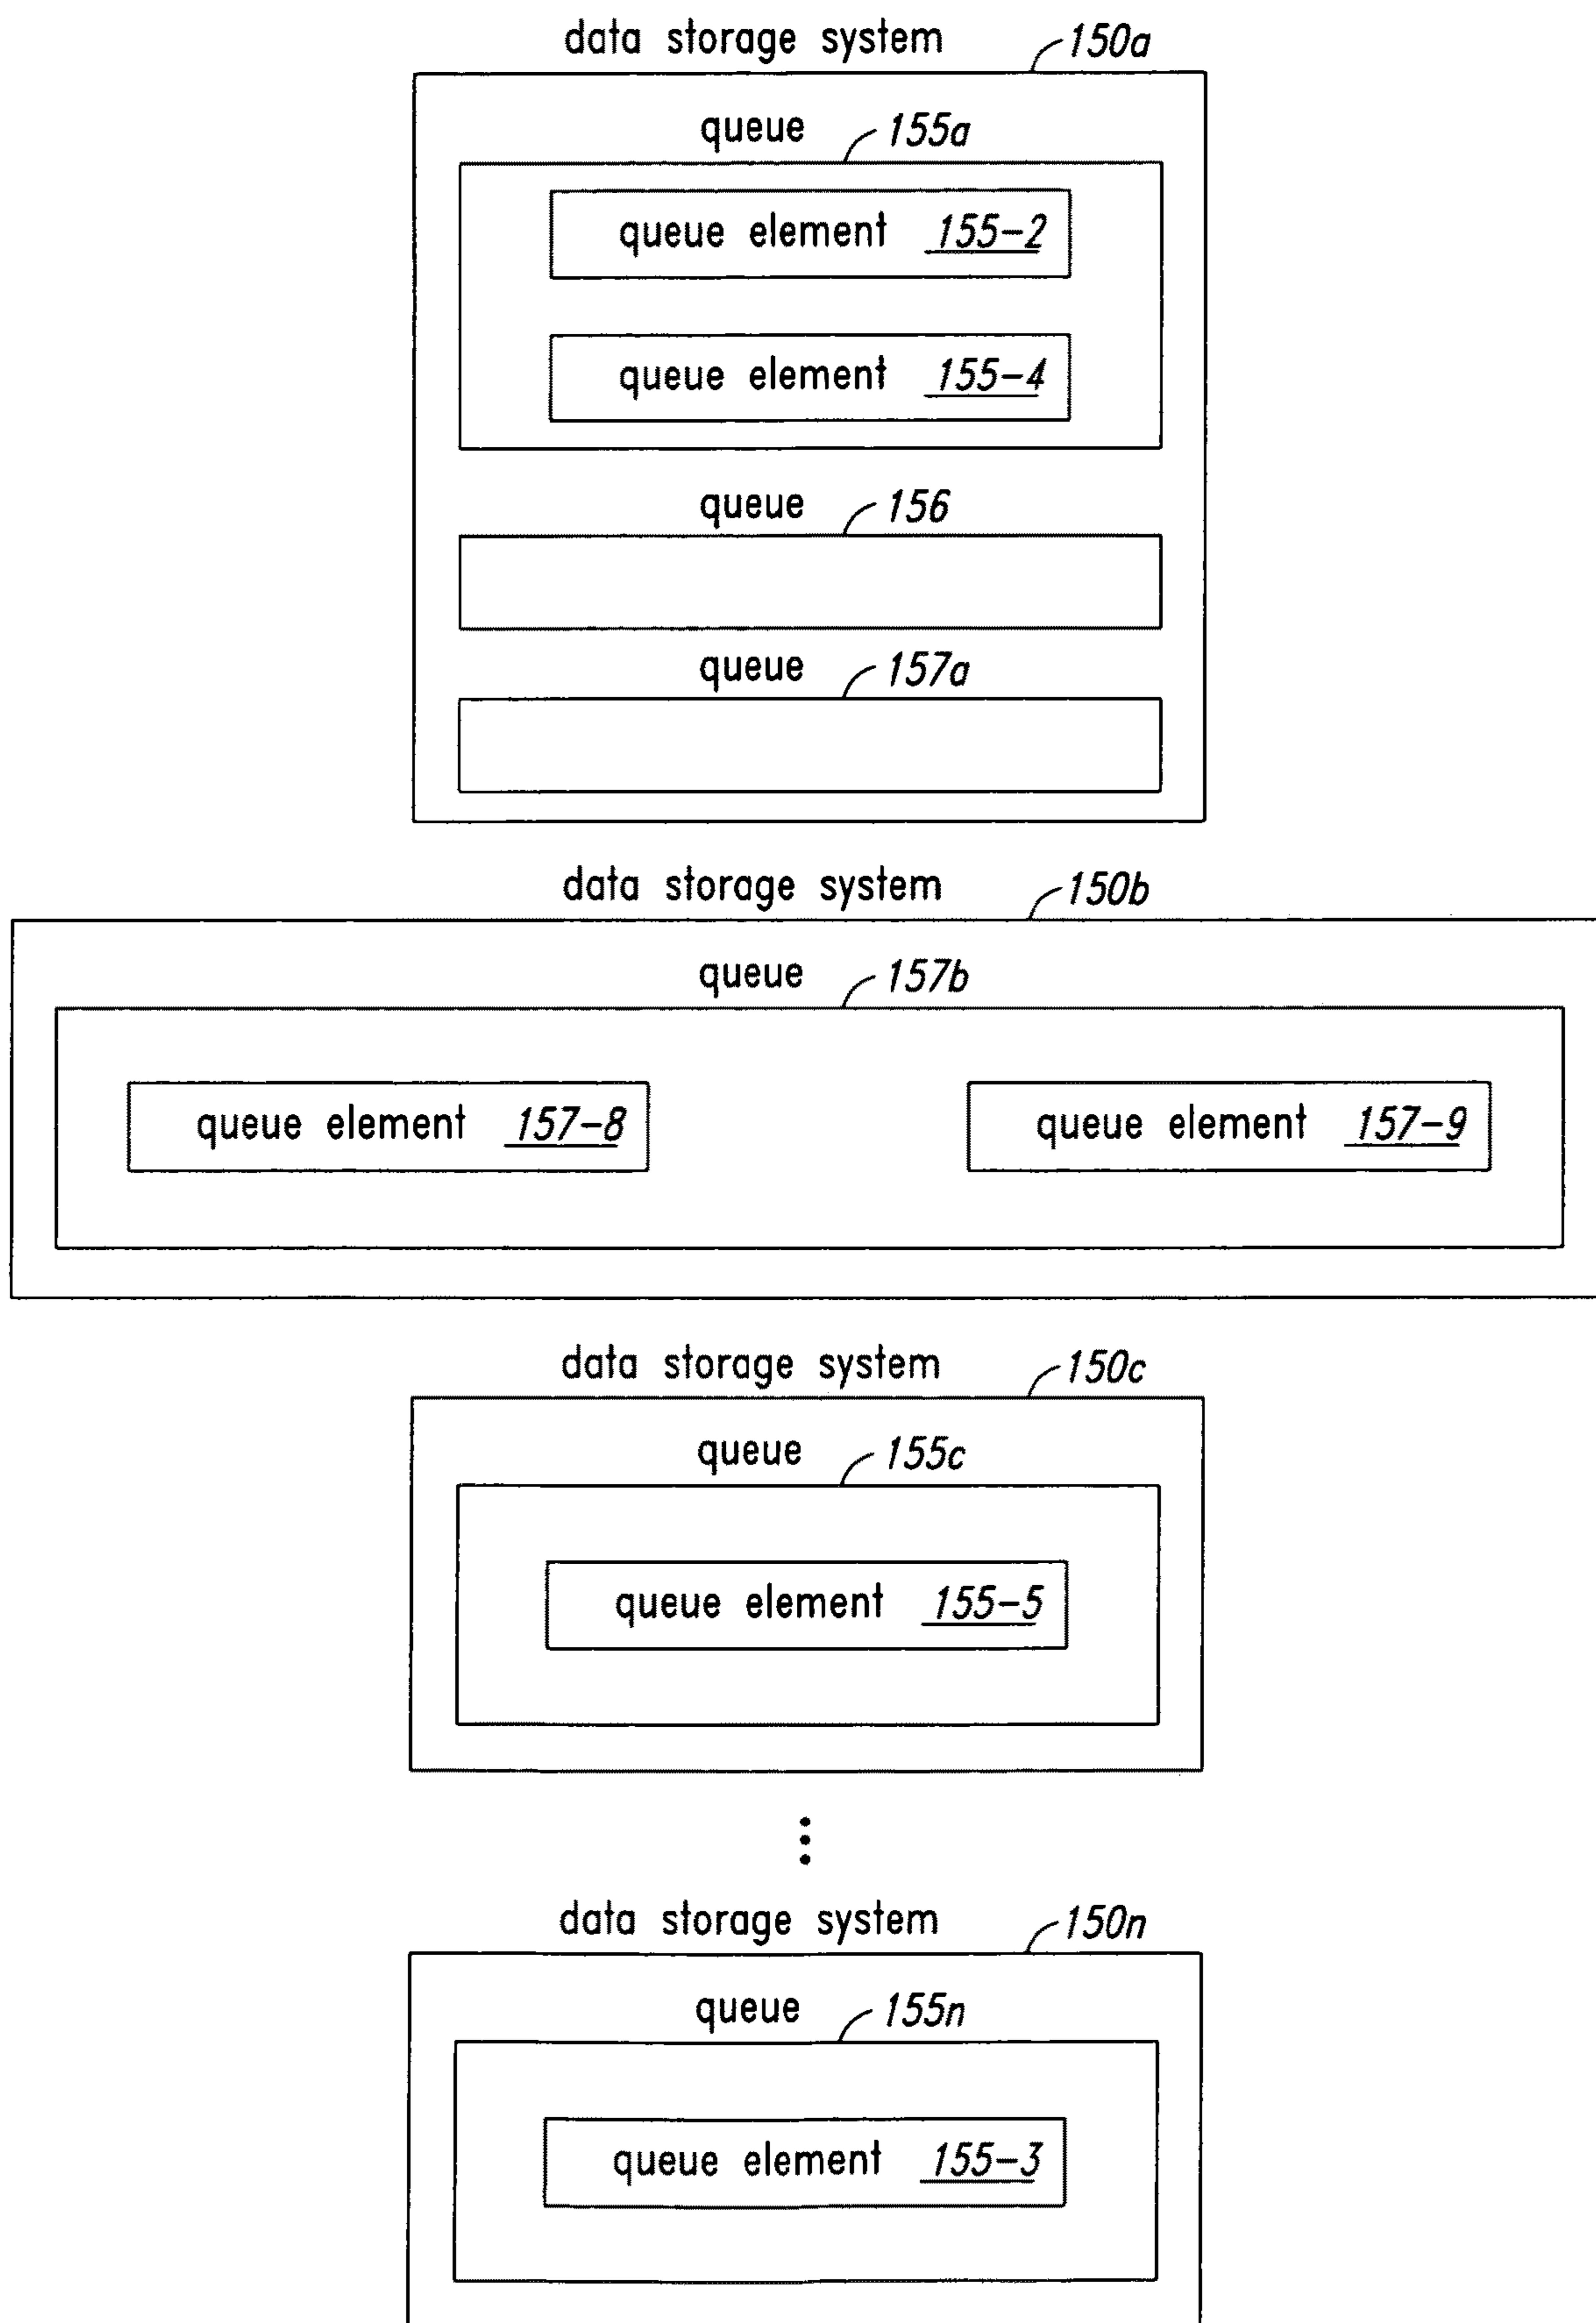 data storage system 150a
queue 155a
queue element 155-2
queue element 155-4
queue 156
queue 157a
data storage system 150b
queue 157b
queue element 157-8 queue element 157-9
data storage system 150c
queue 155c
queue element 155-5
data storage system 150n
queue 155n
queue element 155-3